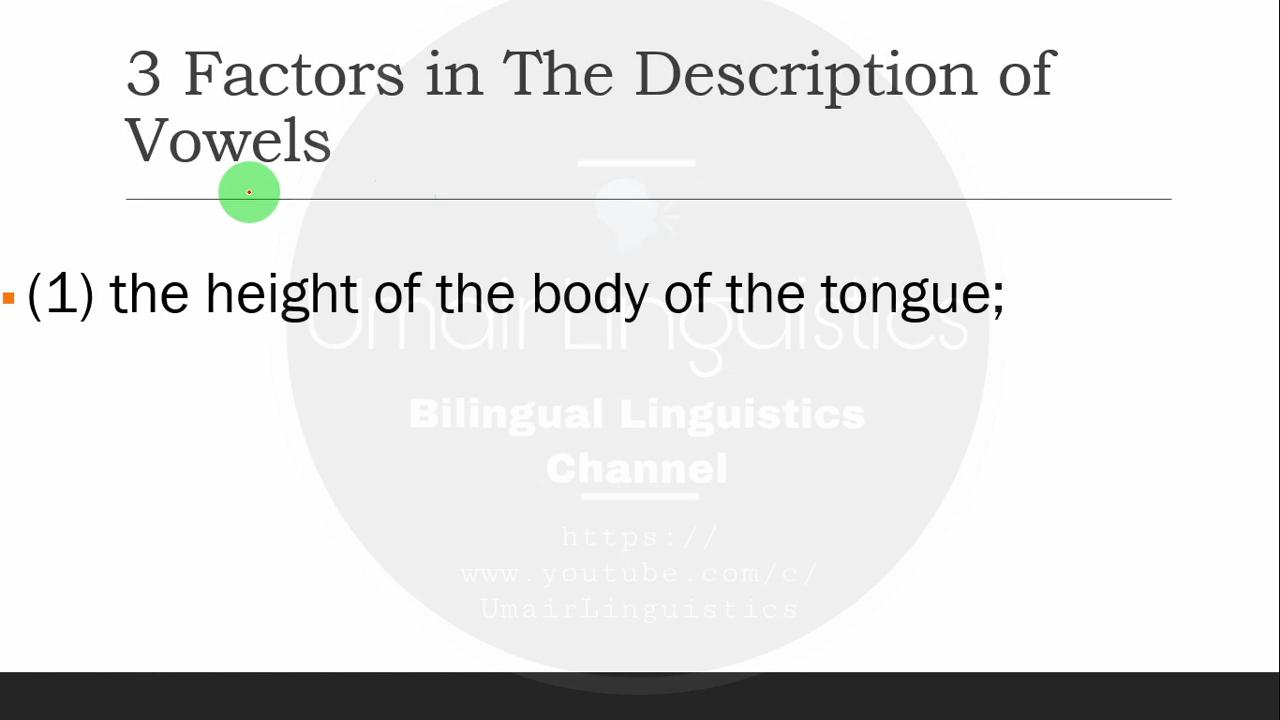 3 Factors in The Description of
Vowels
(1) the height of the body of the tongue;
UmairLinguistics
Bilingual Linguistics
Channel
https://
www.youtube.com/c/
UmairLinguistics